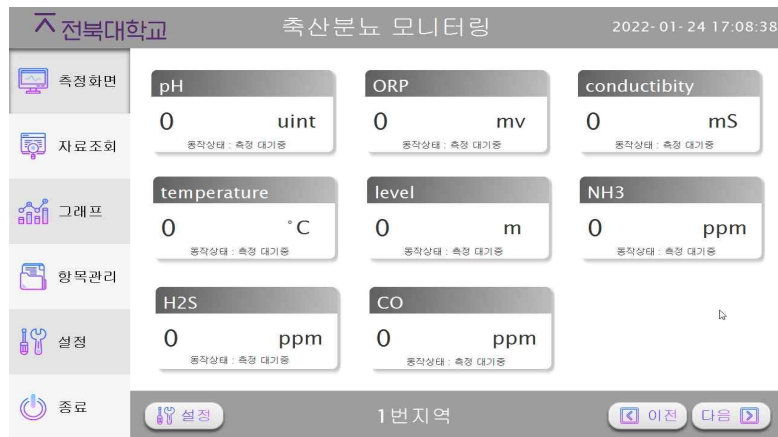 전북대학교
축산분뇨 모니터링
2022-01-24 17:08:38
측정화면
자료조회
그래프
항목관리
설정
종료
pH
0 uint
동작상태 : 측정 대기중
ORP
0 mv
동작상태 : 측정 대기중
conductibity
0 mS
동작상태 : 측정 대기중
temperature
0 °C
동작상태 : 측정 대기중
level
0 m
동작상태 : 측정 대기중
NH3
0 ppm
동작상태 : 측정 대기중
H2S
0 ppm
동작상태 : 측정 대기중
CO
0 ppm
동작상태 : 측정 대기중
설정
1번지역
이전
다음